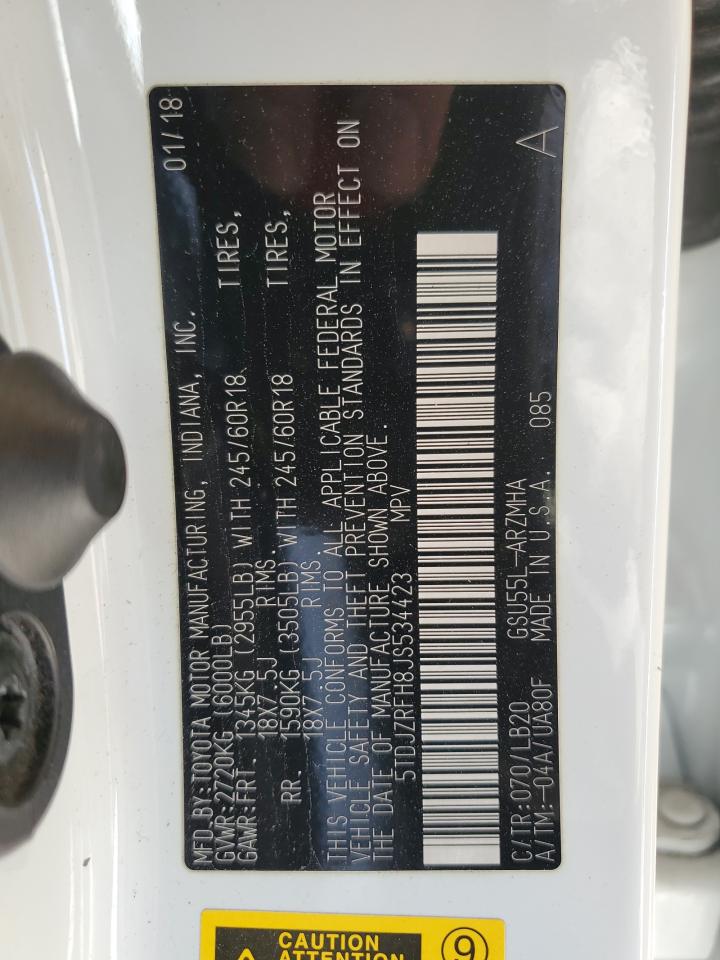 MFD. BY:TOYOTA MOTOR MANUFACTURING, INDIANA, INC. 01/18
GVWR:2720KG (6000LB)
GAWR:FRT. 1345KG (2955LB) WITH 245/60R18 TIRES,
18X7.5J RIMS.
RR. 1590KG (3505LB) WITH 245/60R18 TIRES,
18X7.5J RIMS.
THIS VEHICLE CONFORMS TO ALL APPLICABLE FEDERAL MOTOR
VEHICLE SAFETY AND THEFT PREVENTION STANDARDS IN EFFECT ON
THE DATE OF MANUFACTURE SHOWN ABOVE.
5TDJZRFH8JS534423 MPV
C/TR:070/LB20 GSU55L-ARZMHA
A/TM:-04A/UA80F MADE IN U.S.A. 085 A
CAUTION
ATTENTION
9